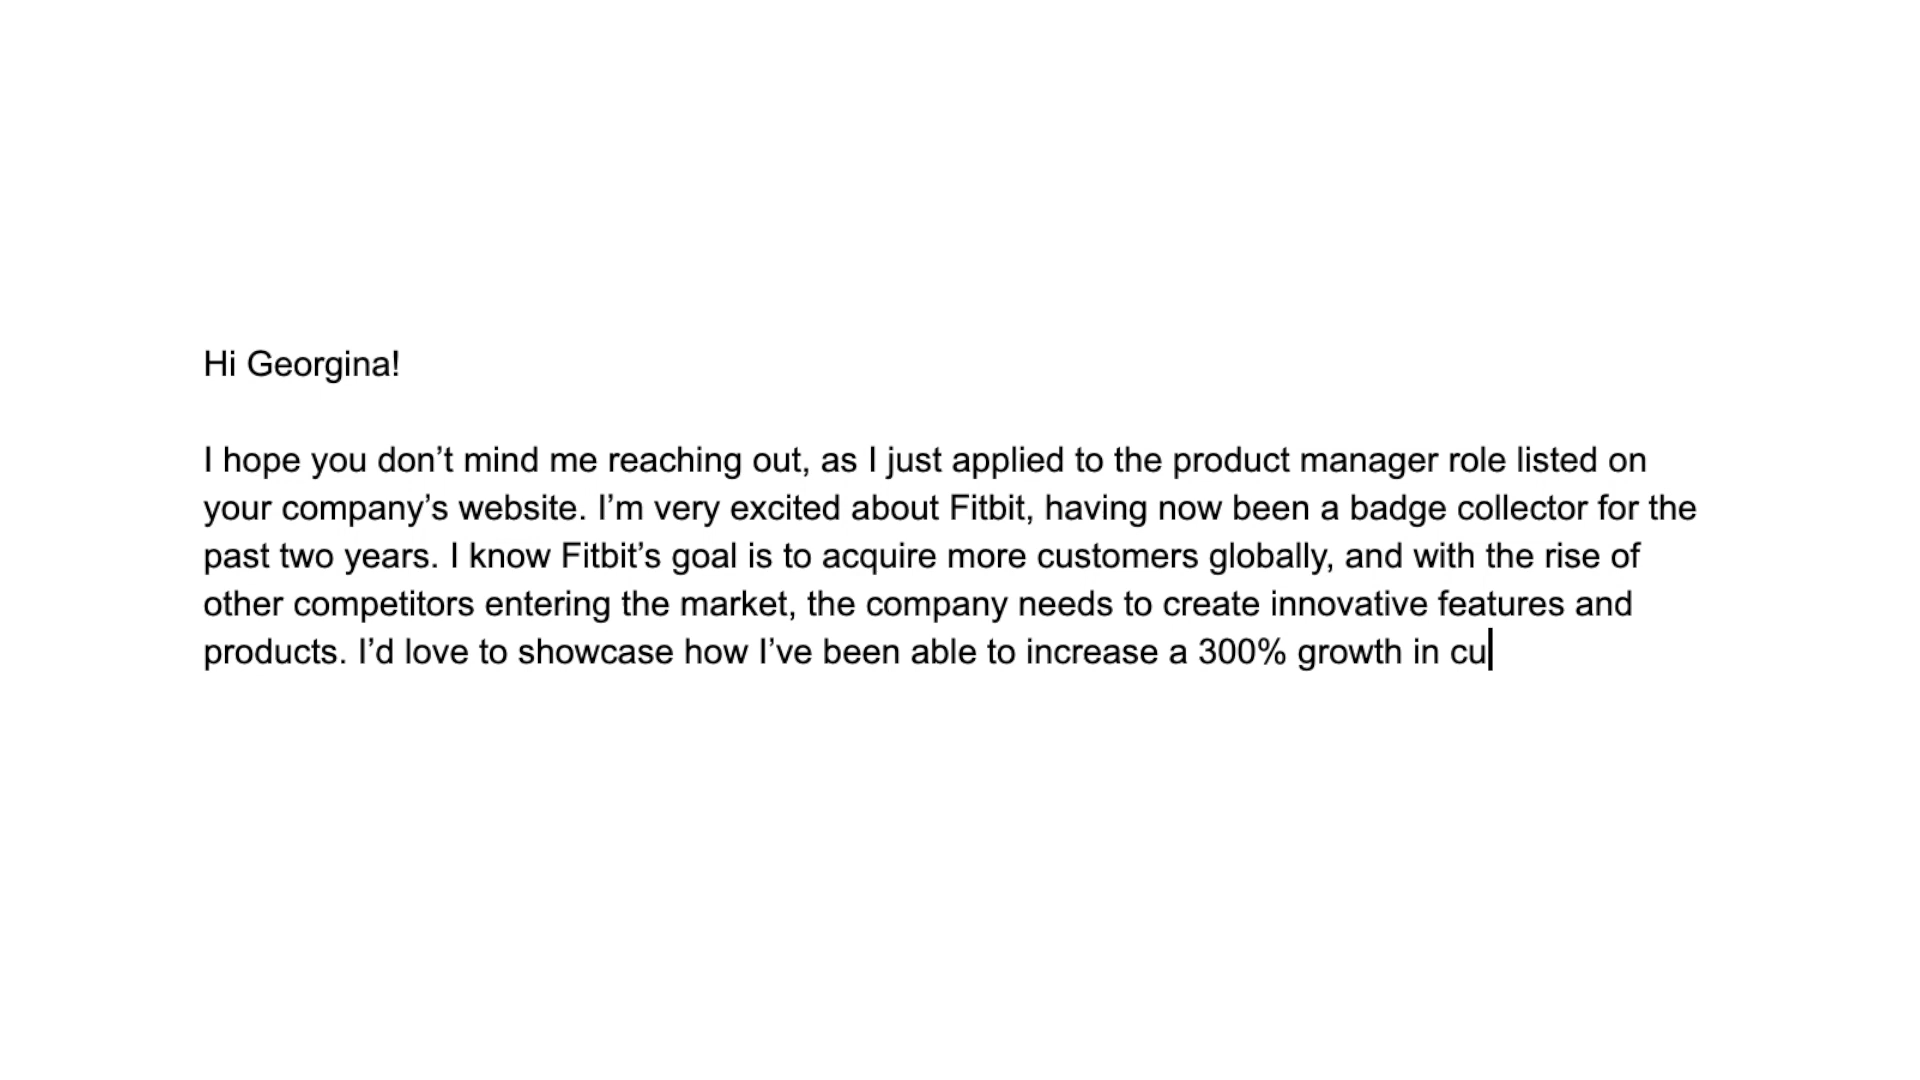 Hi Georgina!
I hope you don’t mind me reaching out, as I just applied to the product manager role listed on
your company’s website. I’m very excited about Fitbit, having now been a badge collector for the
past two years. I know Fitbit’s goal is to acquire more customers globally, and with the rise of
other competitors entering the market, the company needs to create innovative features and
products. I’d love to showcase how I’ve been able to increase a 300% growth in cu